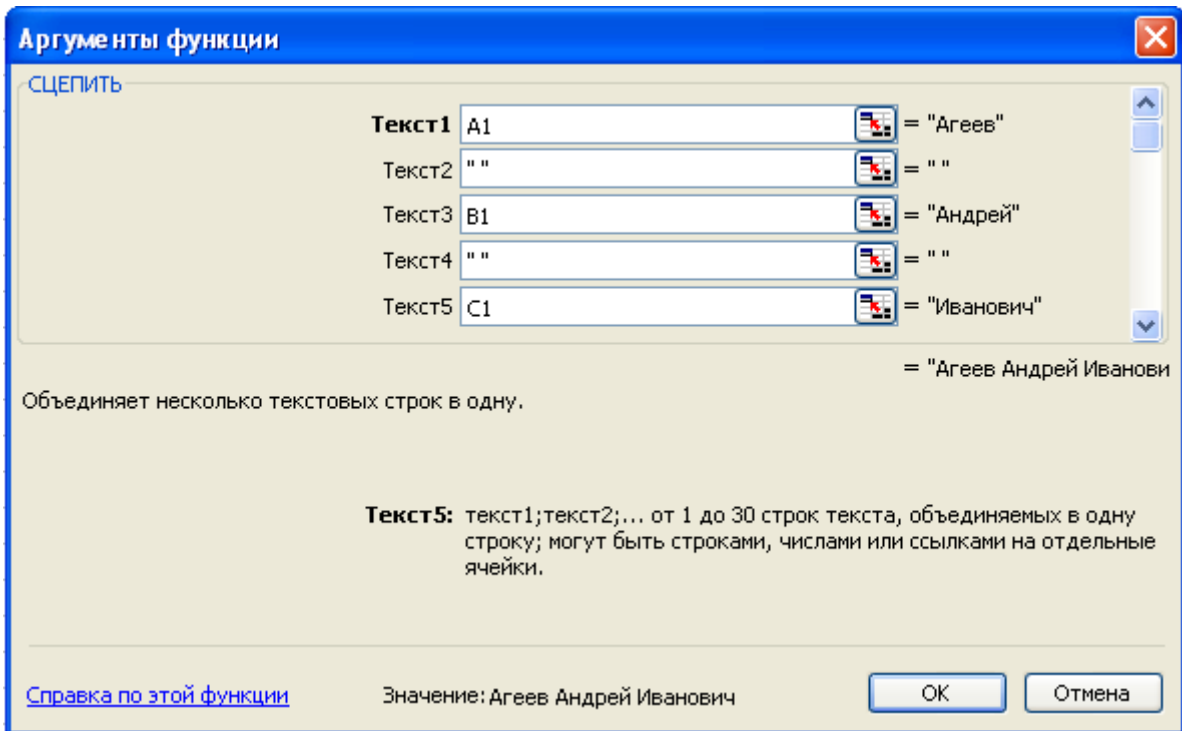 Аргументы функции
СЦЕПИТЬ
Текст1 A1 = "Агеев"
Текст2 " " = " "
Текст3 B1 = "Андрей"
Текст4 " " = " "
Текст5 C1 = "Иванович"
= "Агеев Андрей Иванови
Объединяет несколько текстовых строк в одну.
Текст5: текст1;текст2;... от 1 до 30 строк текста, объединяемых в одну
строку; могут быть строками, числами или ссылками на отдельные
ячейки.
Справка по этой функции Значение: Агеев Андрей Иванович OK Отмена